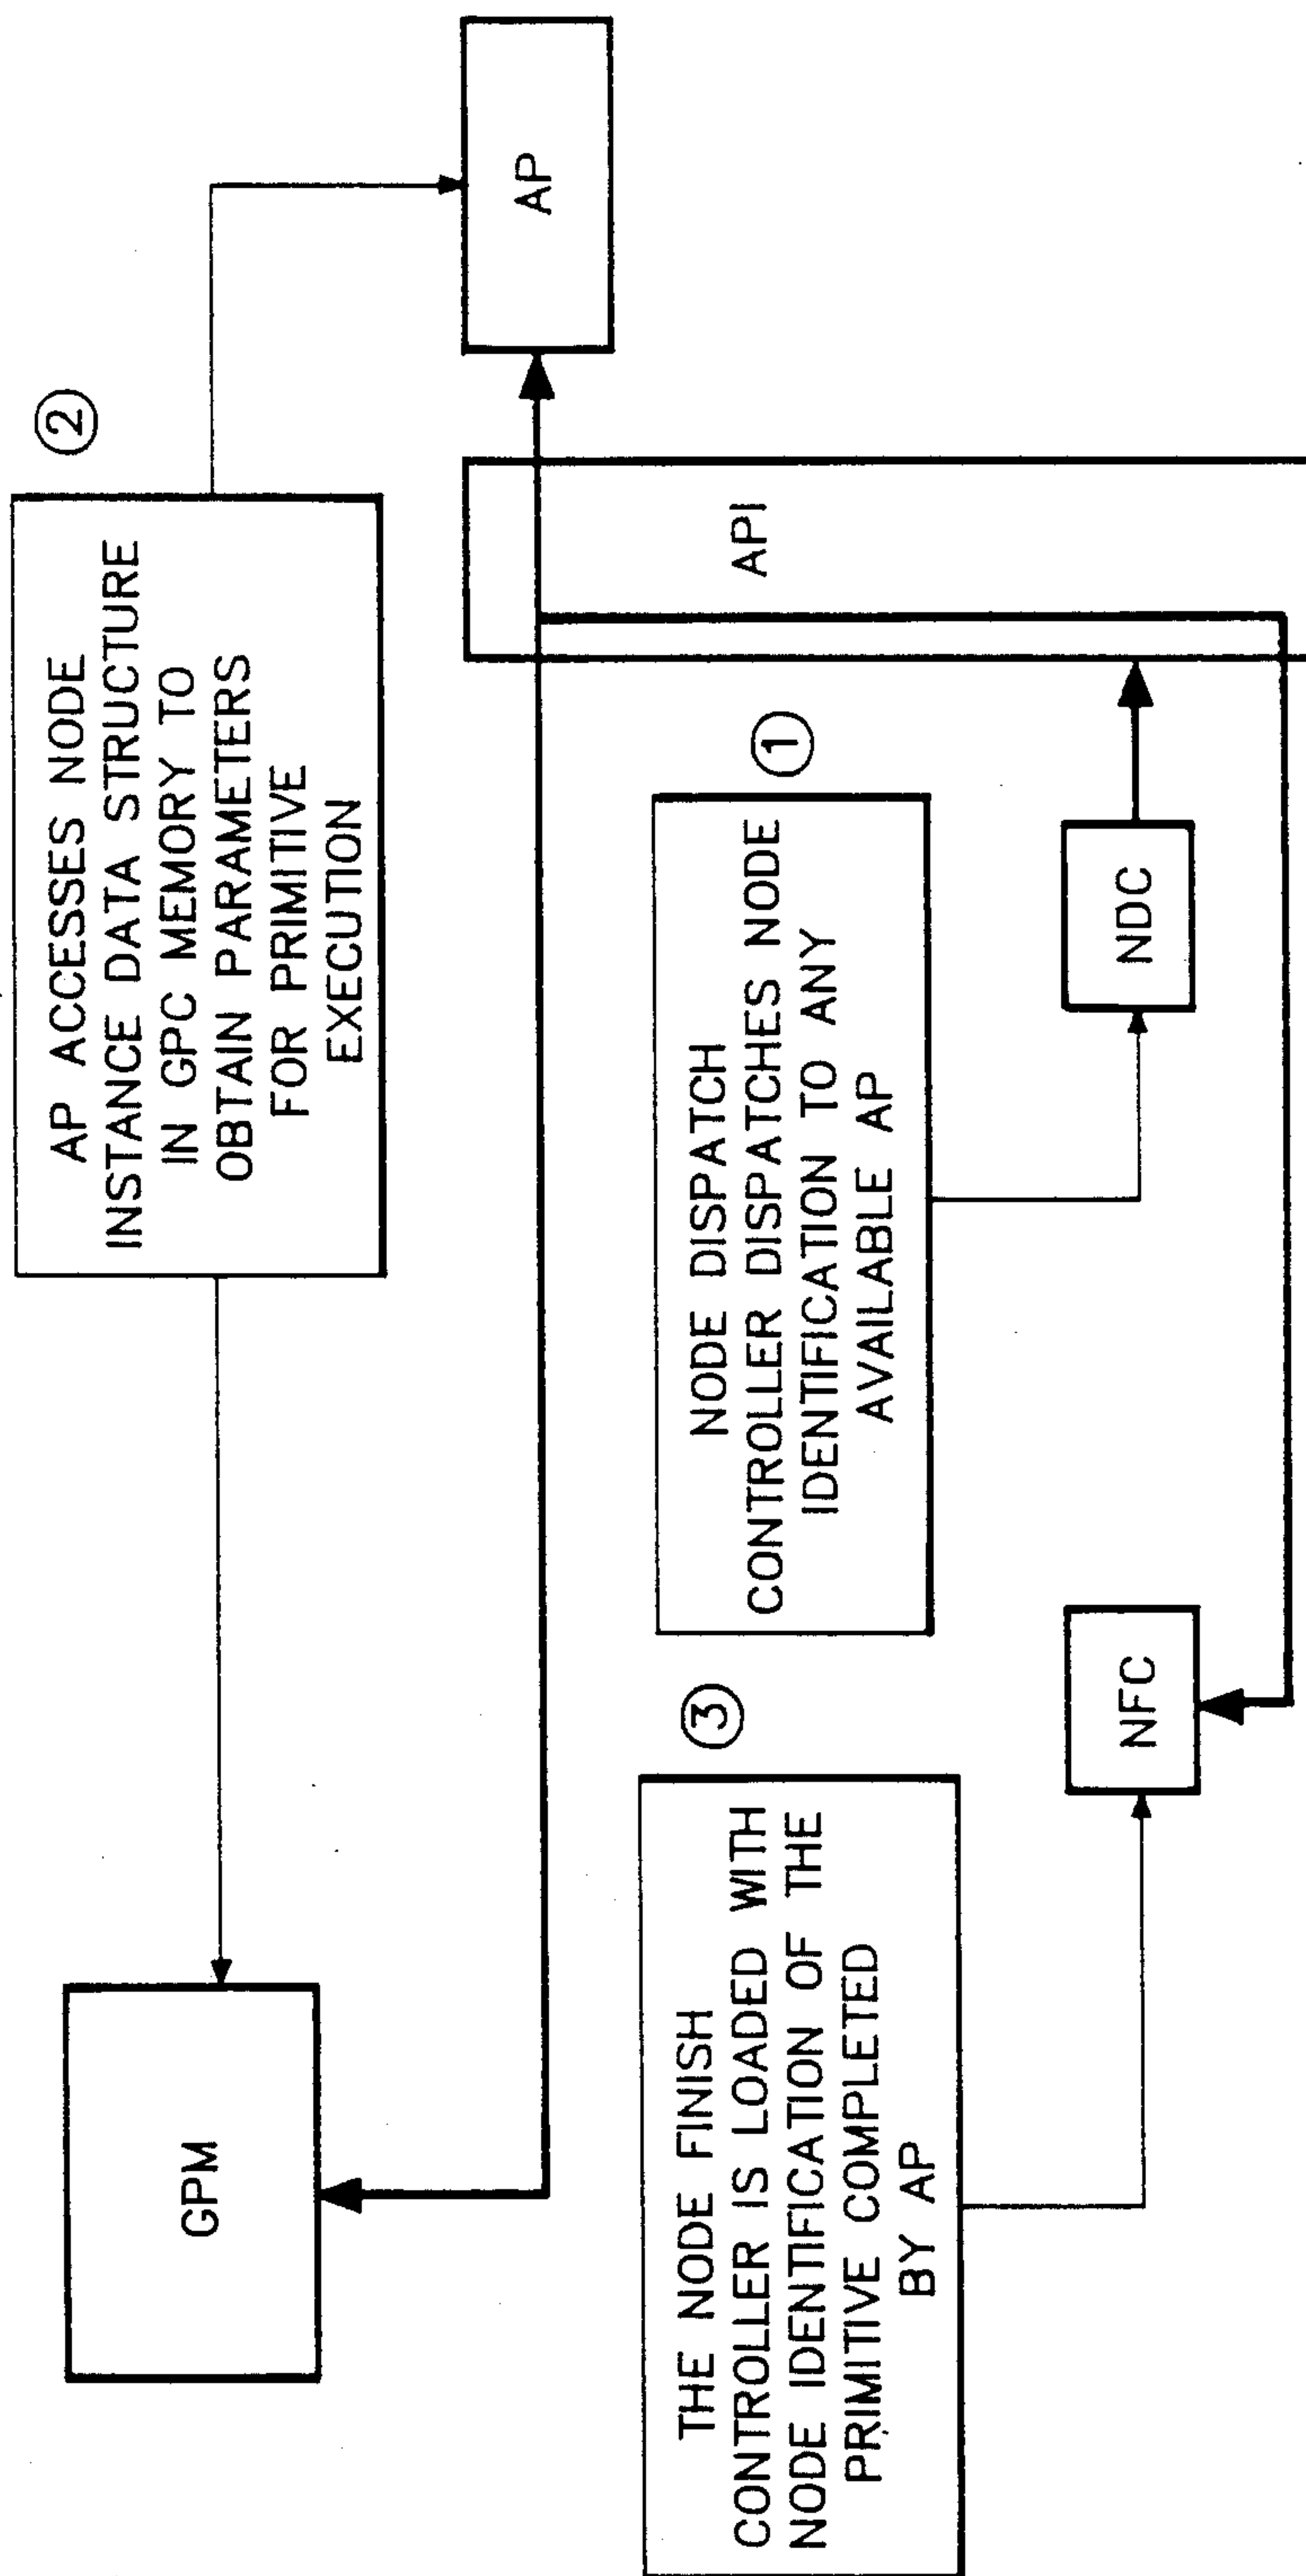 ②
AP ACCESSES NODE
INSTANCE DATA STRUCTURE
IN GPC MEMORY TO
OBTAIN PARAMETERS
FOR PRIMITIVE
EXECUTION
GPM
AP
API
①
NODE DISPATCH
CONTROLLER DISPATCHES NODE
IDENTIFICATION TO ANY
AVAILABLE AP
NDC
③
THE NODE FINISH
CONTROLLER IS LOADED WITH
NODE IDENTIFICATION OF THE
PRIMITIVE COMPLETED
BY AP
NFC